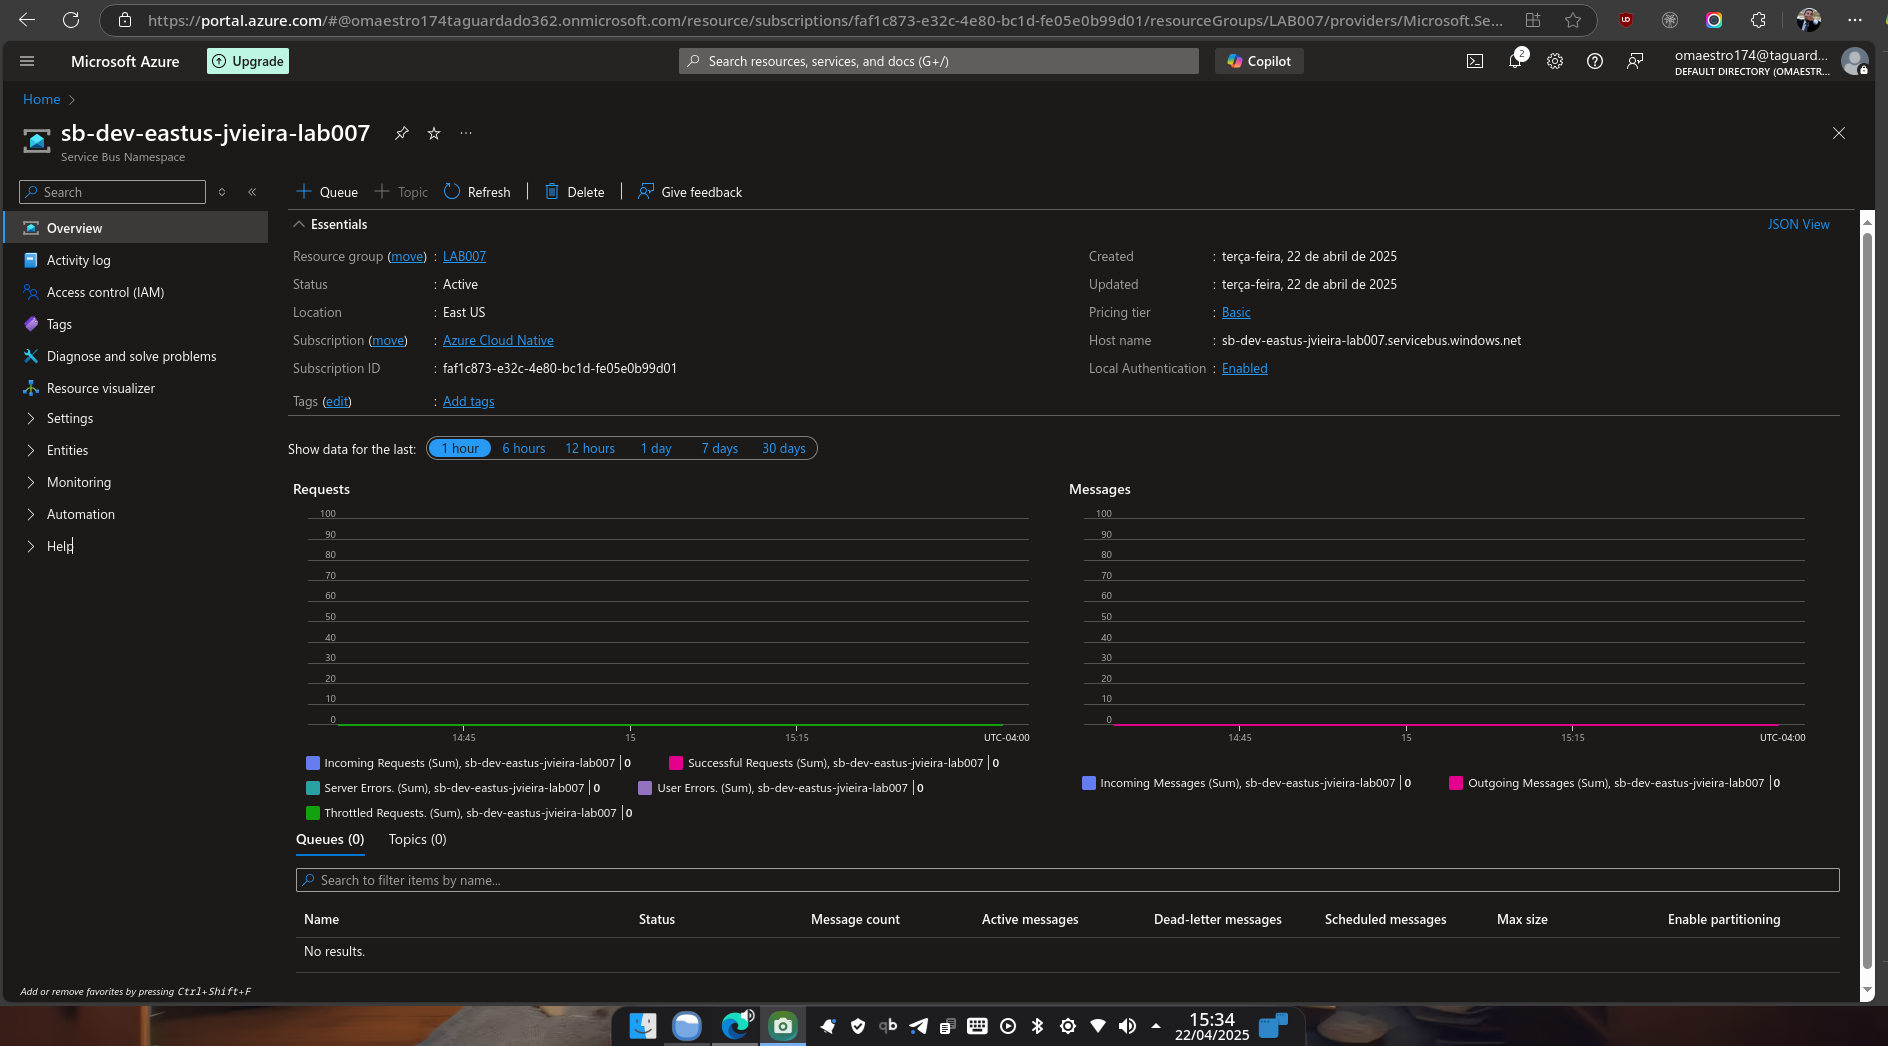 https://portal.azure.com/#@omaestro174taguardado362.onmicrosoft.com/resource/subscriptions/faf1c873-e32c-4e80-bc1d-fe05e0b99d01/resourceGroups/LAB007/providers/Microsoft.Se...
Microsoft Azure
Upgrade
Search resources, services, and docs (G+/)
Copilot
2
omaestro174@taguard...
DEFAULT DIRECTORY (OMAESTR...
Home
sb-dev-eastus-jvieira-lab007
Service Bus Namespace
Search
Queue
Topic
Refresh
Delete
Give feedback
Overview
Activity log
Access control (IAM)
Tags
Diagnose and solve problems
Resource visualizer
Settings
Entities
Monitoring
Automation
Help
Add or remove favorites by pressing Ctrl+Shift+F
Essentials
JSON View
Resource group (move) : LAB007
Status : Active
Location : East US
Subscription (move) : Azure Cloud Native
Subscription ID : faf1c873-e32c-4e80-bc1d-fe05e0b99d01
Tags (edit) : Add tags
Created : terça-feira, 22 de abril de 2025
Updated : terça-feira, 22 de abril de 2025
Pricing tier : Basic
Host name : sb-dev-eastus-jvieira-lab007.servicebus.windows.net
Local Authentication : Enabled
Show data for the last: 1 hour 6 hours 12 hours 1 day 7 days 30 days
Requests
100
90
80
70
60
50
40
30
20
10
0
14:45 15 15:15 UTC-04:00
Incoming Requests (Sum), sb-dev-eastus-jvieira-lab007 | 0
Successful Requests (Sum), sb-dev-eastus-jvieira-lab007 | 0
Server Errors. (Sum), sb-dev-eastus-jvieira-lab007 | 0
User Errors. (Sum), sb-dev-eastus-jvieira-lab007 | 0
Throttled Requests. (Sum), sb-dev-eastus-jvieira-lab007 | 0
Messages
100
90
80
70
60
50
40
30
20
10
0
14:45 15 15:15 UTC-04:00
Incoming Messages (Sum), sb-dev-eastus-jvieira-lab007 | 0
Outgoing Messages (Sum), sb-dev-eastus-jvieira-lab007 | 0
Queues (0) Topics (0)
Search to filter items by name...
Name Status Message count Active messages Dead-letter messages Scheduled messages Max size Enable partitioning
No results.
qb
15:34
22/04/2025